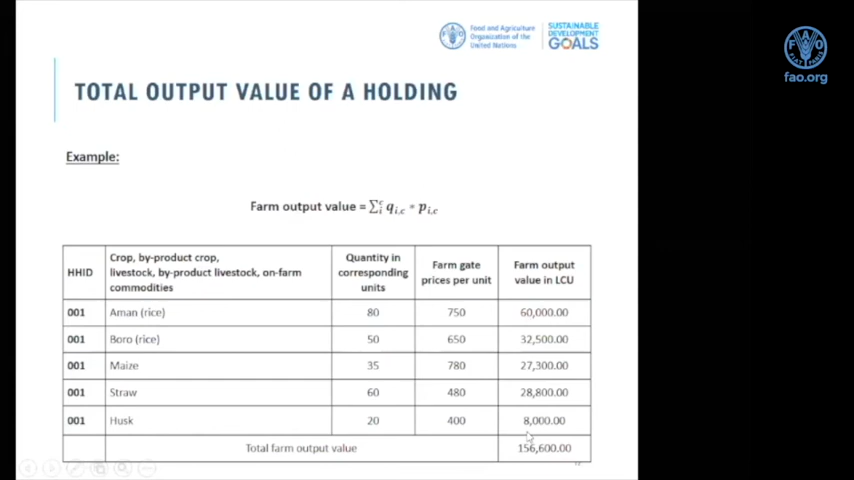 Food and Agriculture
Organization of the
United Nations
SUSTAINABLE
DEVELOPMENT
GOALS
FAO
FIAT PANIS
fao.org
TOTAL OUTPUT VALUE OF A HOLDING
Example:
Farm output value = ∑ᵢᶜ qᵢ,c * pᵢ,c
HHID Crop, by-product crop, livestock, by-product livestock, on-farm commodities Quantity in corresponding units Farm gate prices per unit Farm output value in LCU
001 Aman (rice) 80 750 60,000.00
001 Boro (rice) 50 650 32,500.00
001 Maize 35 780 27,300.00
001 Straw 60 480 28,800.00
001 Husk 20 400 8,000.00
Total farm output value 156,600.00